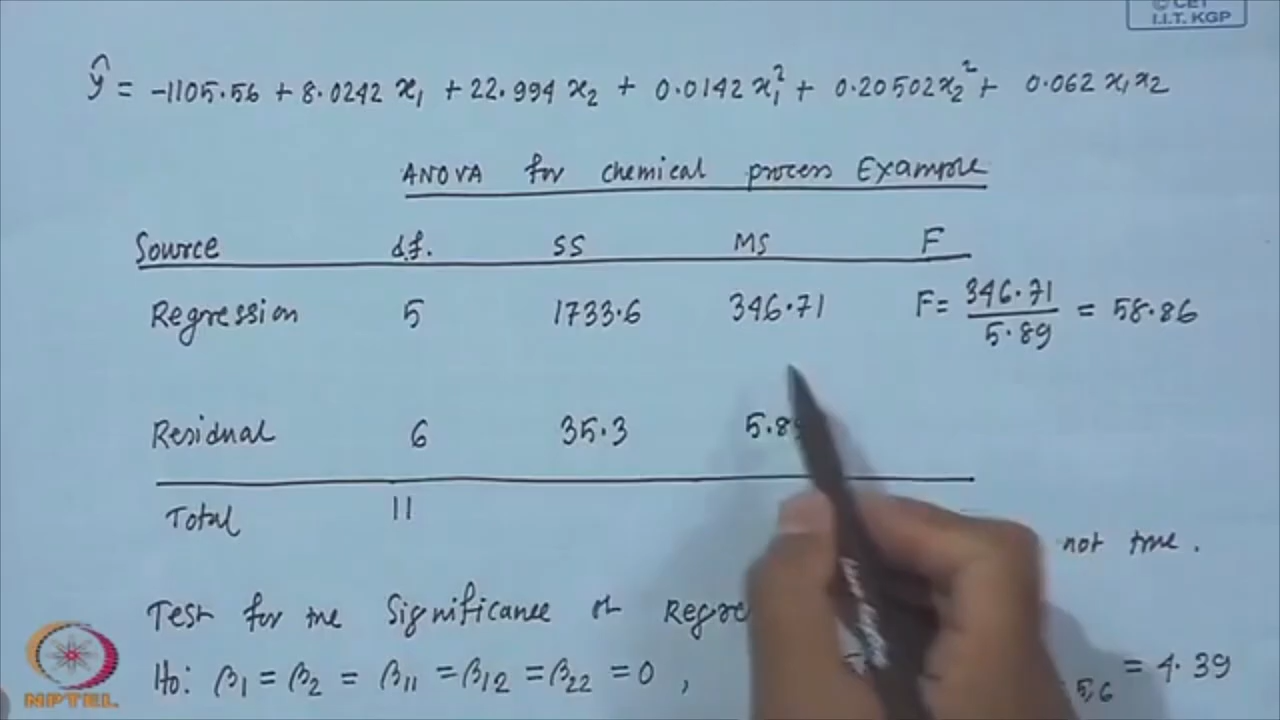 © CET
I.I.T. KGP
ŷ = -1105.56 + 8.0242 x₁ + 22.994 x₂ + 0.0142 x₁² + 0.20502 x₂² + 0.062 x₁x₂
ANOVA for chemical process Example
Source d.f. SS MS F
Regression 5 1733.6 346.71 F = 346.71 / 5.89 = 58.86
Residual 6 35.3
Total 11
not true.
Test for the Significance of
H0: β₁ = β₂ = β₁₁ = β₁₂ = β₂₂ = 0 , 5,6 = 4.39
NPTEL